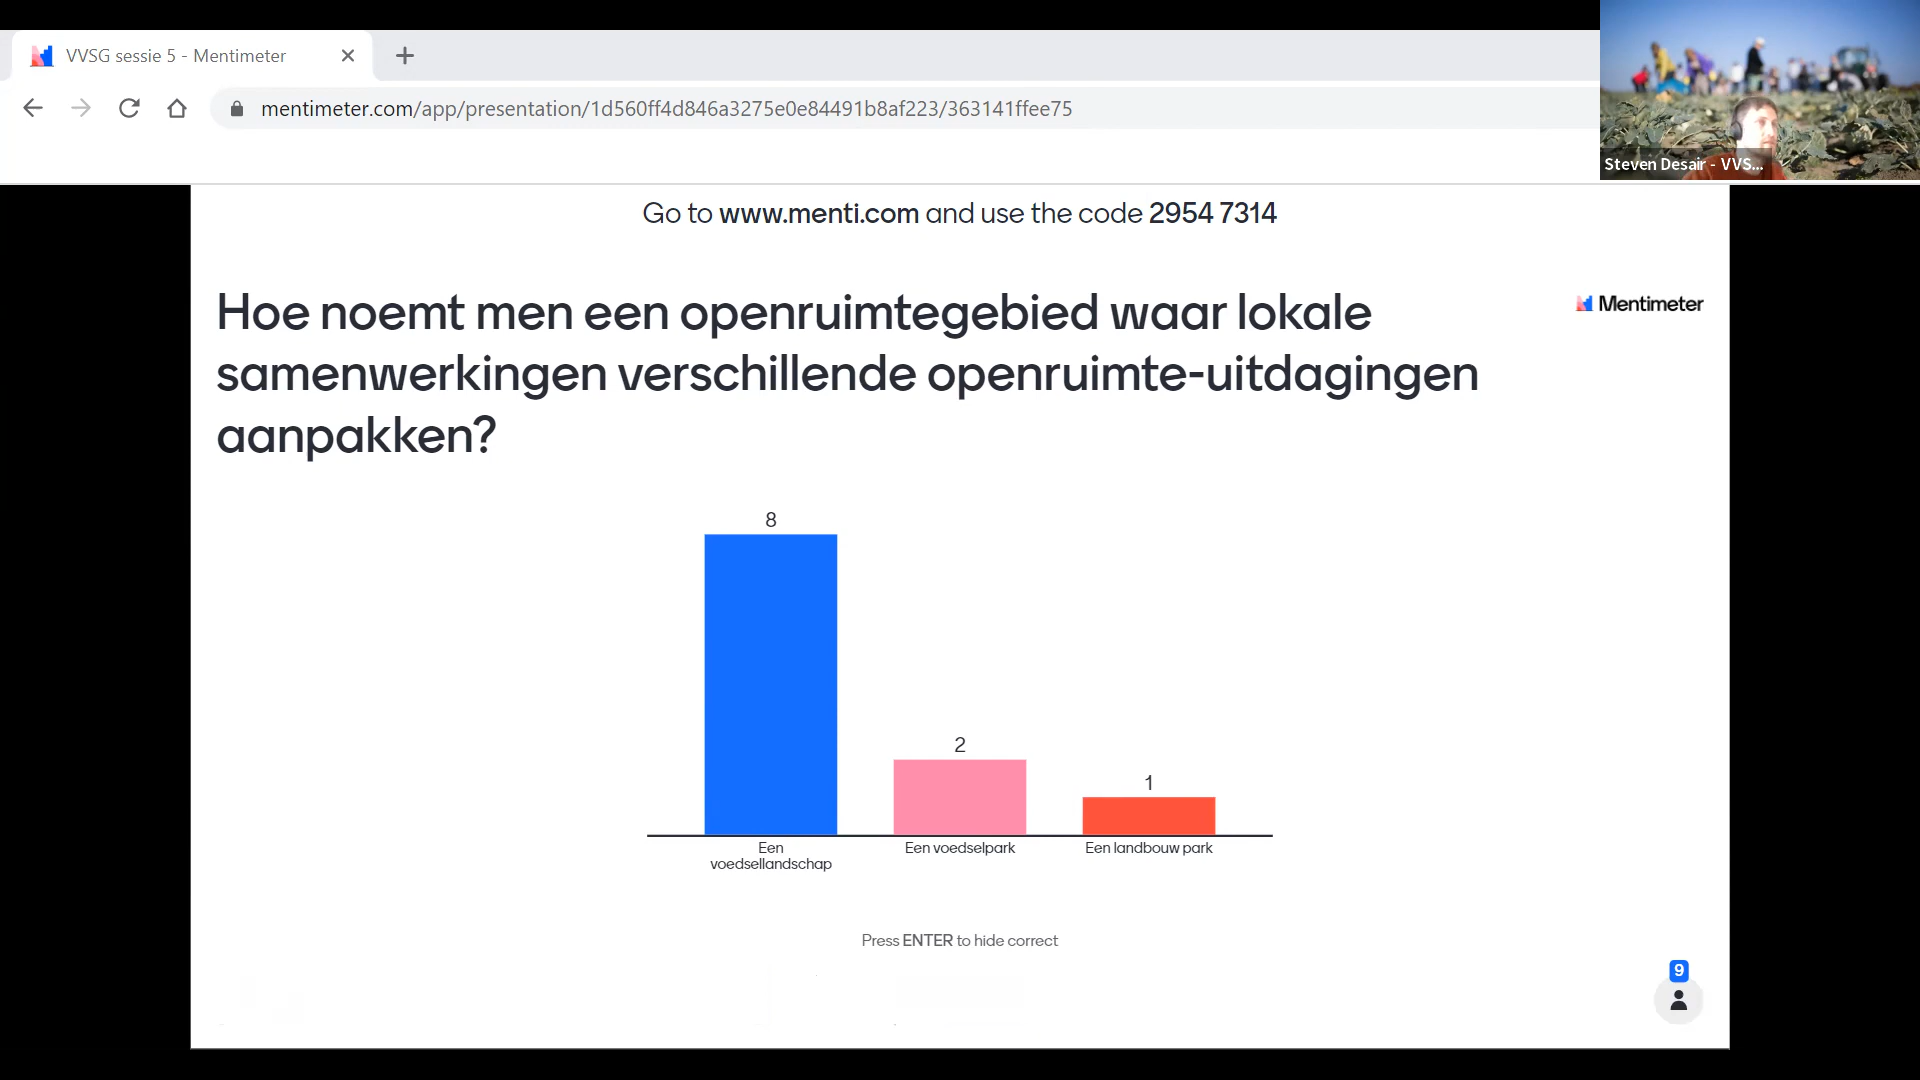 VVSG sessie 5 - Mentimeter
mentimeter.com/app/presentation/1d560ff4d846a3275e0e84491b8af223/363141ffee75
Steven Desair - VVS...
Go to www.menti.com and use the code 2954 7314
Hoe noemt men een openruimtegebied waar lokale
samenwerkingen verschillende openruimte-uitdagingen
aanpakken?
Mentimeter
8
2
1
Een
voedsellandschap
Een voedselpark
Een landbouw park
Press ENTER to hide correct
9